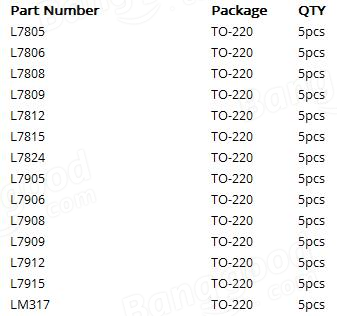 Part Number Package QTY
L7805 TO-220 5pcs
L7806 TO-220 5pcs
L7808 TO-220 5pcs
L7809 TO-220 5pcs
L7812 TO-220 5pcs
L7815 TO-220 5pcs
L7824 TO-220 5pcs
L7905 TO-220 5pcs
L7906 TO-220 5pcs
L7908 TO-220 5pcs
L7909 TO-220 5pcs
L7912 TO-220 5pcs
L7915 TO-220 5pcs
LM317 TO-220 5pcs